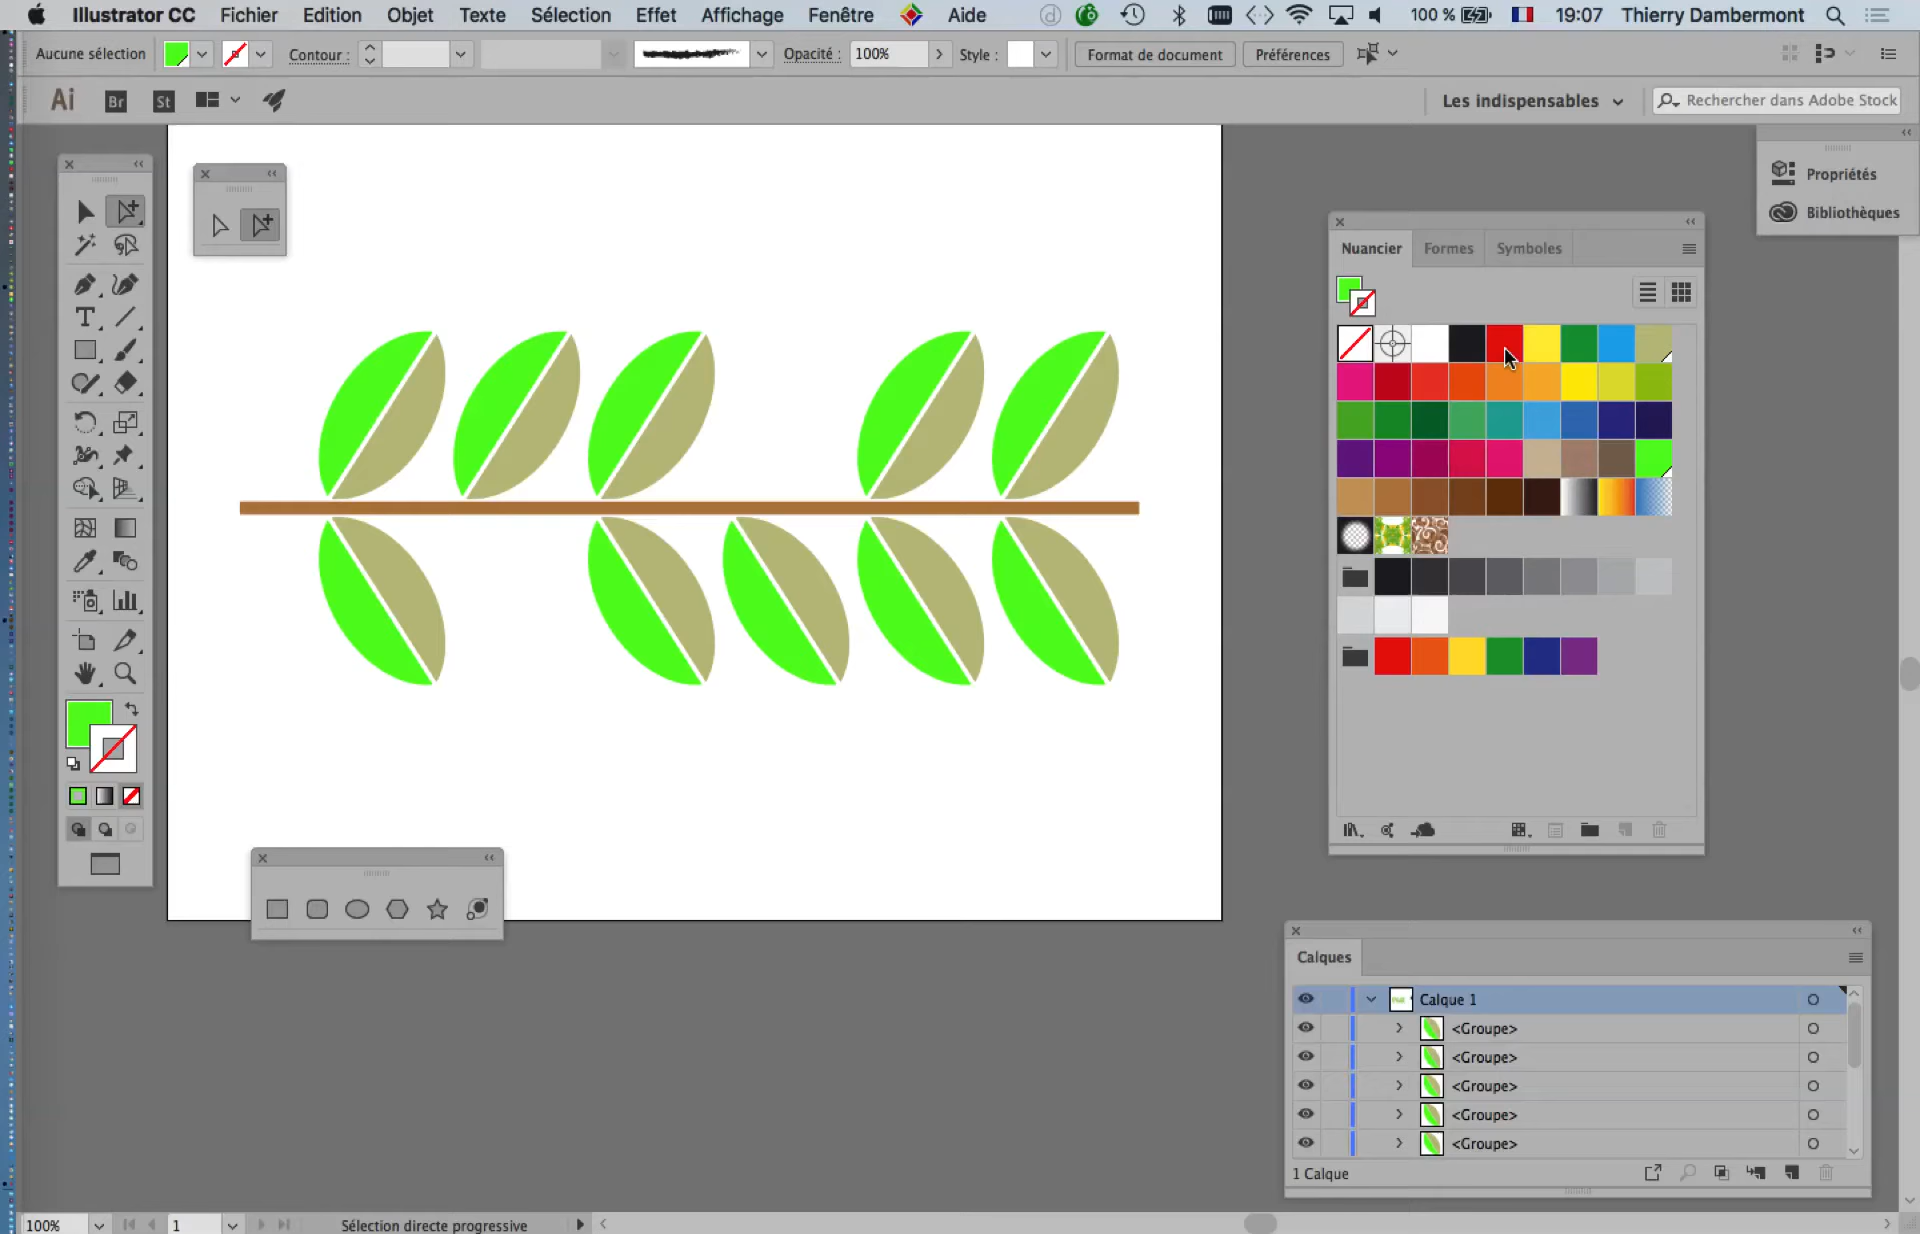 Illustrator CC Fichier Edition Objet Texte Sélection Effet Affichage Fenêtre Aide 100 % 19:07 Thierry Dambermont
Aucune sélection Contour : Opacité : 100% Style : Format de document Préférences
Ai Br St Les indispensables Rechercher dans Adobe Stock
Propriétés
Bibliothèques
Nuancier Formes Symboles
T
Calques
Calque 1
<Groupe>
<Groupe>
<Groupe>
<Groupe>
<Groupe>
1 Calque
100% 1 Sélection directe progressive